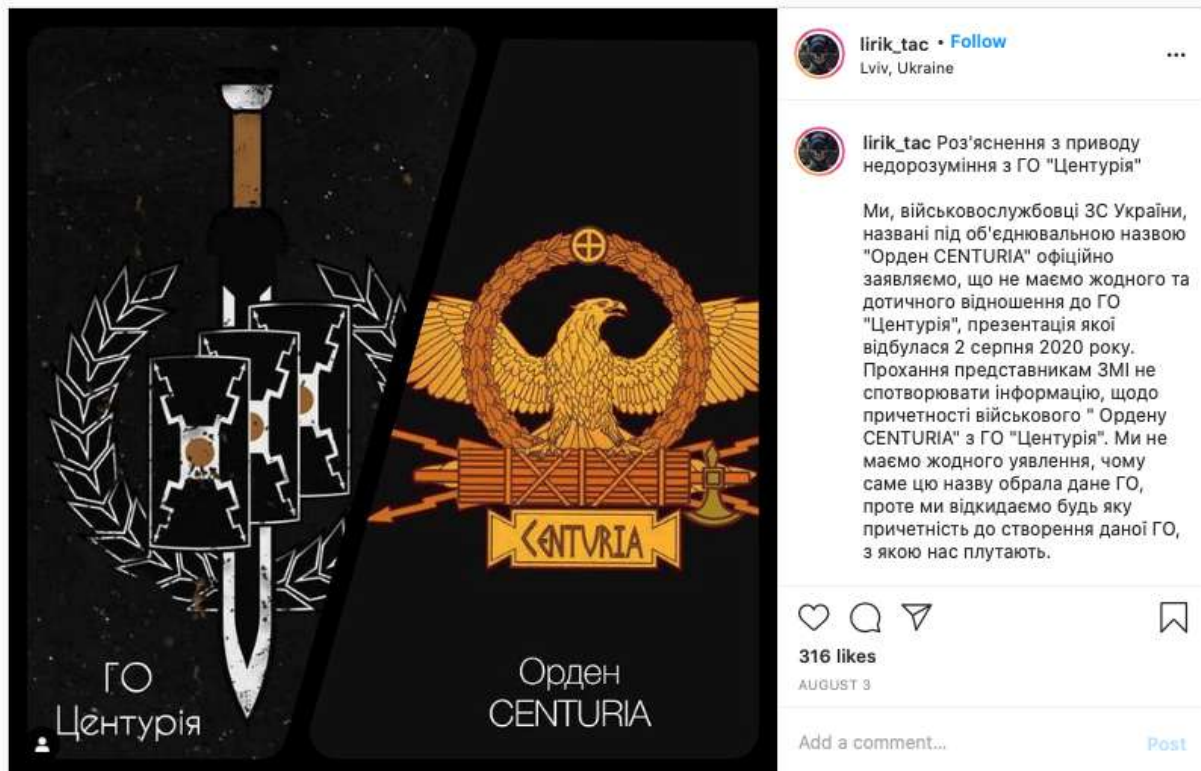 ГО
Центурія
CENTVRIA
Орден
CENTURIA
lirik_tac • Follow
Lviv, Ukraine
lirik_tac Роз'яснення з приводу
недорозуміння з ГО "Центурія"
Ми, військовослужбовці ЗС України,
названі під об'єднювальною назвою
"Орден CENTURIA" офіційно
заявляємо, що не маємо жодного та
дотичного відношення до ГО
"Центурія", презентація якої
відбулася 2 серпня 2020 року.
Прохання представникам ЗМІ не
спотворювати інформацію, щодо
причетності військового " Ордену
CENTURIA" з ГО "Центурія". Ми не
маємо жодного уявлення, чому
саме цю назву обрала дане ГО,
проте ми відкидаємо будь яку
причетність до створення даної ГО,
з якою нас плутають.
316 likes
AUGUST 3
Add a comment...
Post